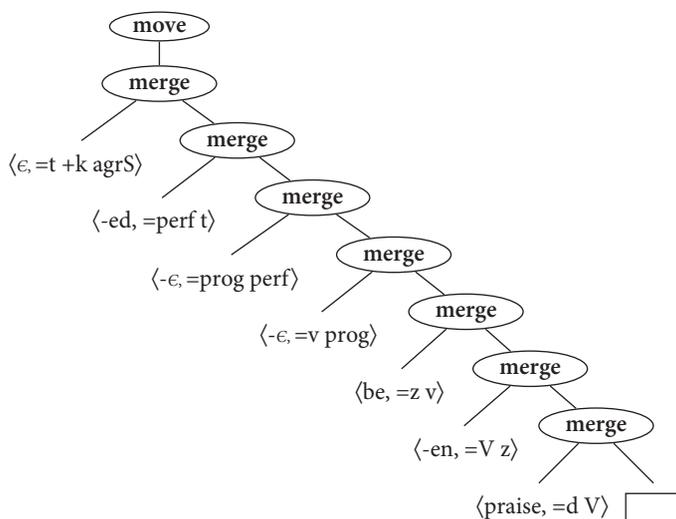 move
merge
merge
⟨ϵ, =t +k agrS⟩
merge
⟨-ed, =perf t⟩
merge
⟨-ϵ, =prog perf⟩
merge
⟨-ϵ, =v prog⟩
merge
⟨be, =z v⟩
merge
⟨-en, =V z⟩
⟨praise, =d V⟩